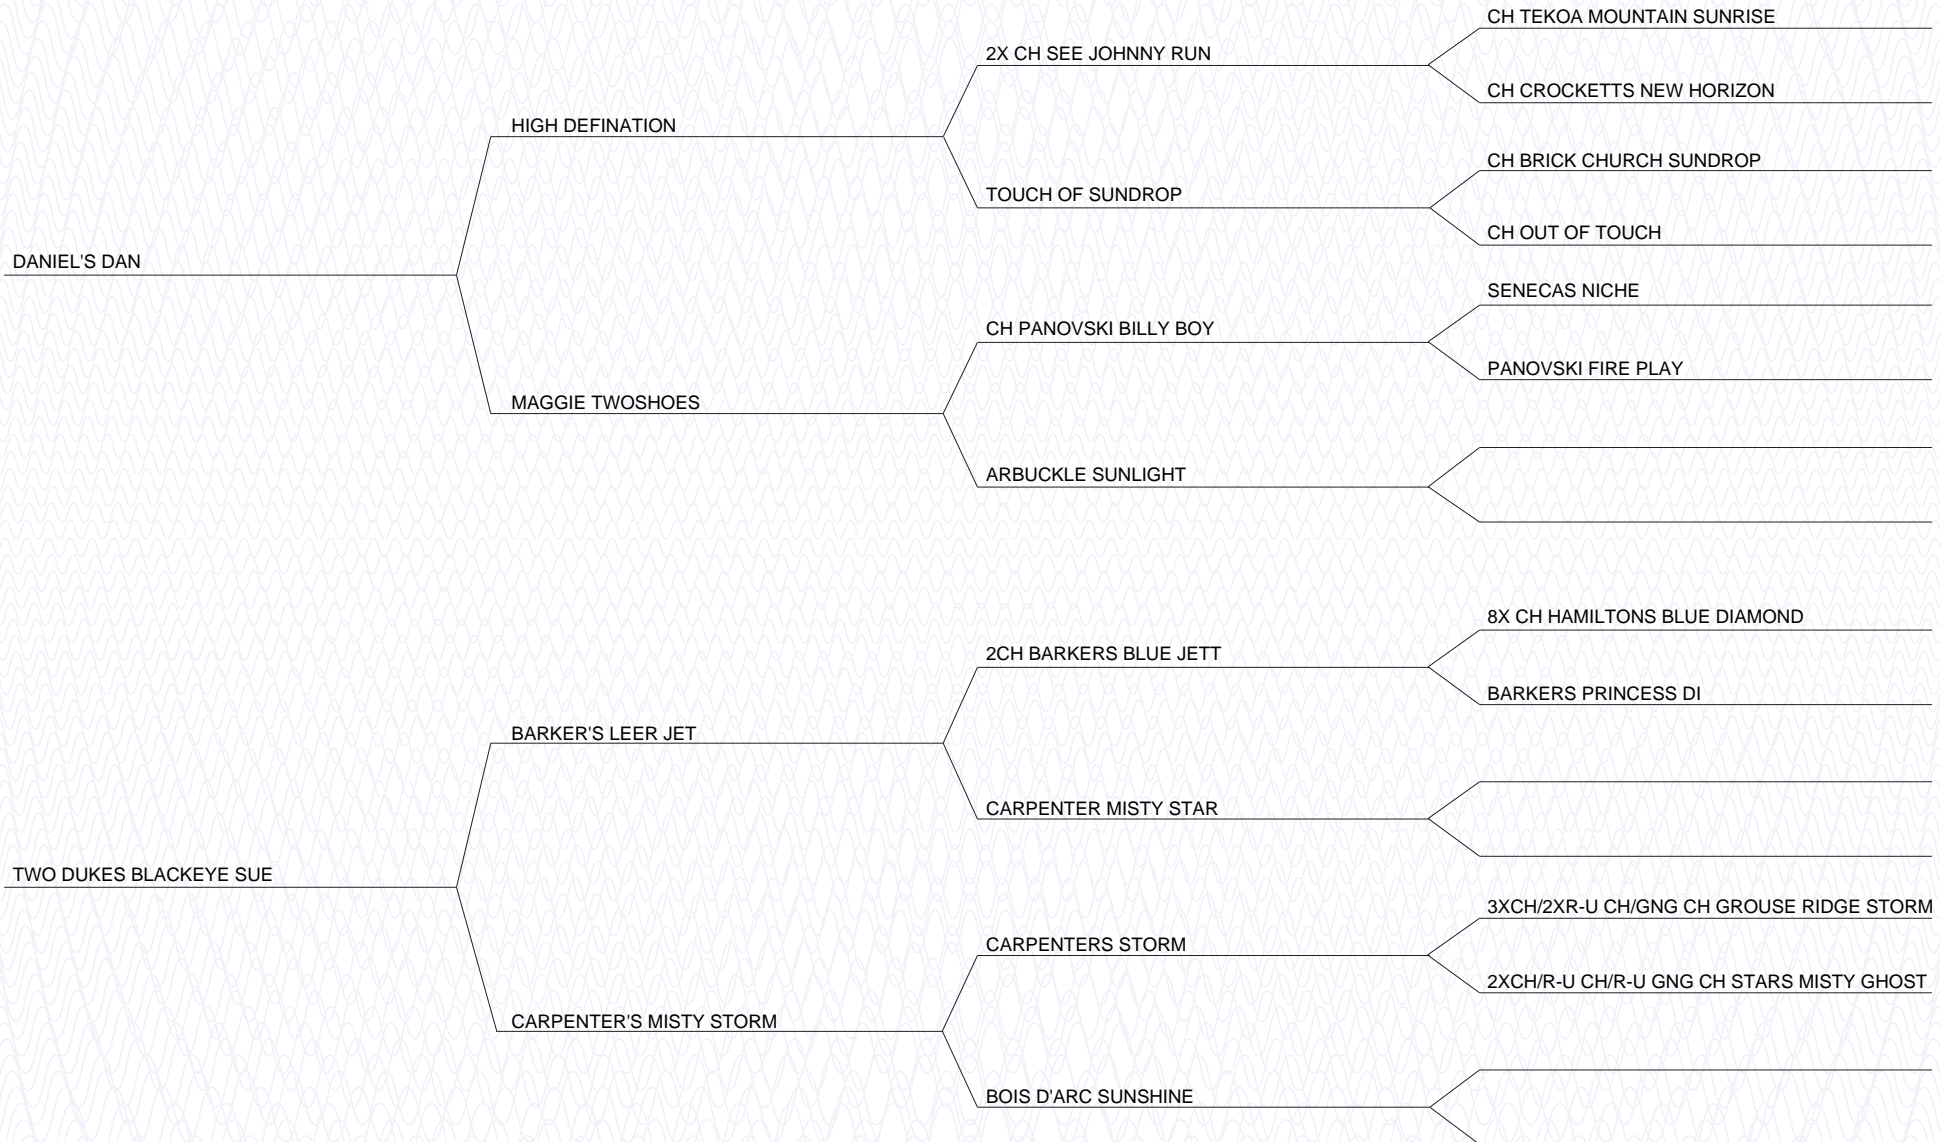 CH TEKOA MOUNTAIN SUNRISE
2X CH SEE JOHNNY RUN
CH CROCKETTS NEW HORIZON
HIGH DEFINATION
CH BRICK CHURCH SUNDROP
TOUCH OF SUNDROP
CH OUT OF TOUCH
DANIEL'S DAN
SENECAS NICHE
CH PANOVSKI BILLY BOY
PANOVSKI FIRE PLAY
MAGGIE TWOSHOES
ARBUCKLE SUNLIGHT
8X CH HAMILTONS BLUE DIAMOND
2CH BARKERS BLUE JETT
BARKERS PRINCESS DI
BARKER'S LEER JET
CARPENTER MISTY STAR
TWO DUKES BLACKEYE SUE
3XCH/2XR-U CH/GNG CH GROUSE RIDGE STORM
CARPENTERS STORM
2XCH/R-U CH/R-U GNG CH STARS MISTY GHOST
CARPENTER'S MISTY STORM
BOIS D'ARC SUNSHINE